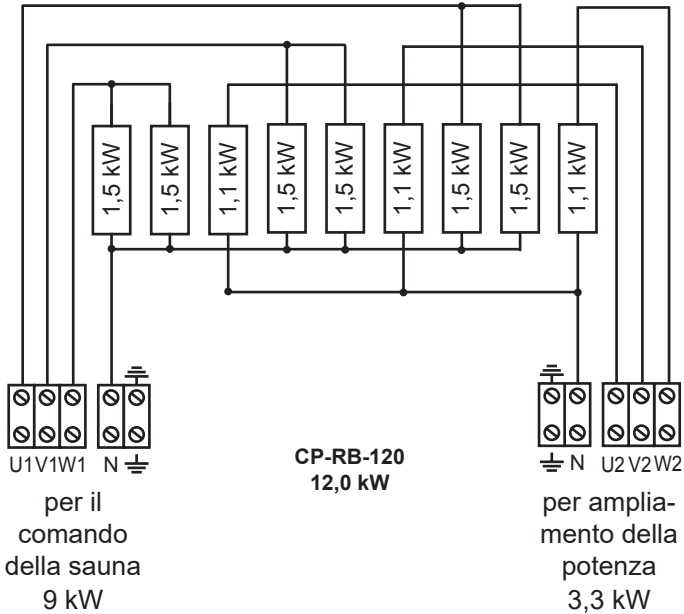 1,5 kW
1,5 kW
1,1 kW
1,5 kW
1,5 kW
1,1 kW
1,5 kW
1,5 kW
1,1 kW
U1 V1 W1 N
N U2 V2 W2
CP-RB-120
12,0 kW
per il
comando
della sauna
9 kW
per amplia-
mento della
potenza
3,3 kW